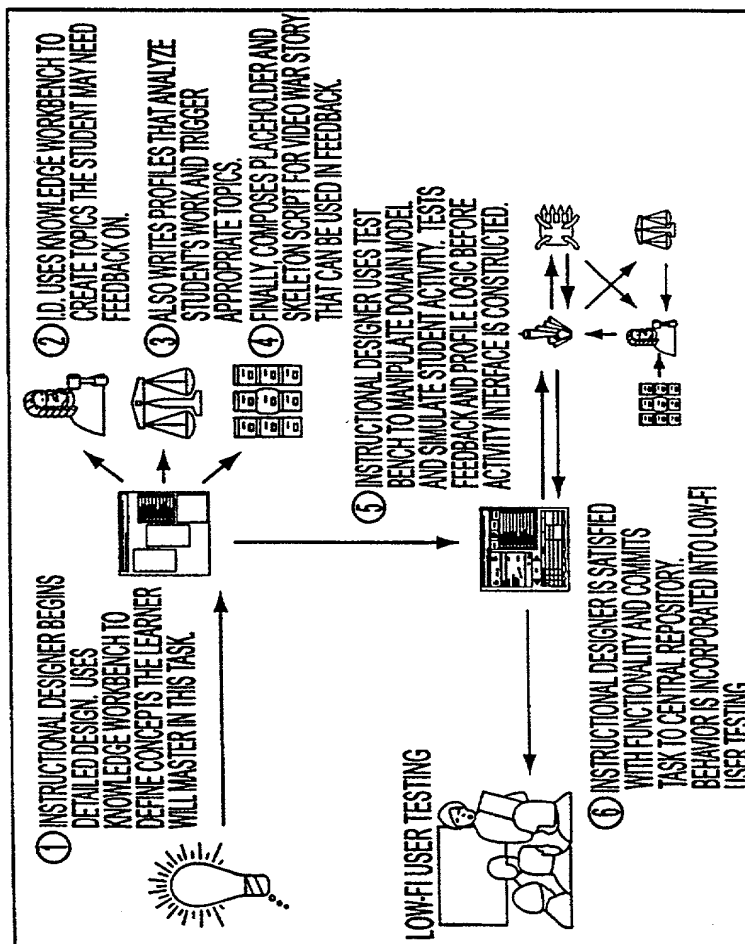 1 INSTRUCTIONAL DESIGNER BEGINS
DETAILED DESIGN. USES
KNOWLEDGE WORKBENCH TO
DEFINE CONCEPTS THE LEARNER
WILL MASTER IN THIS TASK.
2 I.D. USES KNOWLEDGE WORKBENCH TO
CREATE TOPICS THE STUDENT MAY NEED
FEEDBACK ON.
3 ALSO WRITES PROFILES THAT ANALYZE
STUDENT'S WORK AND TRIGGER
APPROPRIATE TOPICS.
4 FINALLY, COMPOSES PLACEHOLDER AND
SKELETON SCRIPT FOR VIDEO WAR STORY
THAT CAN BE USED IN FEEDBACK.
5 INSTRUCTIONAL DESIGNER USES TEST
BENCH TO MANIPULATE DOMAIN MODEL
AND SIMULATE STUDENT ACTIVITY. TESTS
FEEDBACK AND PROFILE LOGIC BEFORE
ACTIVITY INTERFACE IS CONSTRUCTED.
LOW-FI USER TESTING
6 INSTRUCTIONAL DESIGNER IS SATISFIED
WITH FUNCTIONALITY AND COMMITS
TASK TO CENTRAL REPOSITORY.
BEHAVIOR IS INCORPORATED INTO LOW-FI
USER TESTING